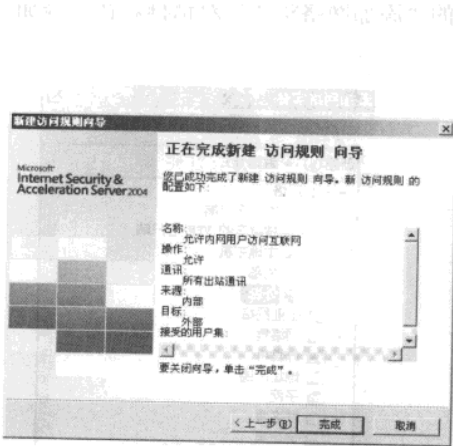 新建访问规则向导
Microsoft
Internet Security &
Acceleration Server 2004
正在完成新建 访问规则 向导
您已成功完成了新建 访问规则 向导。新 访问规则 的
配置如下:
名称:
允许内网用户访问互联网
操作:
允许
通讯:
所有出站通讯
来源:
内部
目标:
外部
接受的用户集:
要关闭向导，单击“完成”。
< 上一步(B)
完成
取消